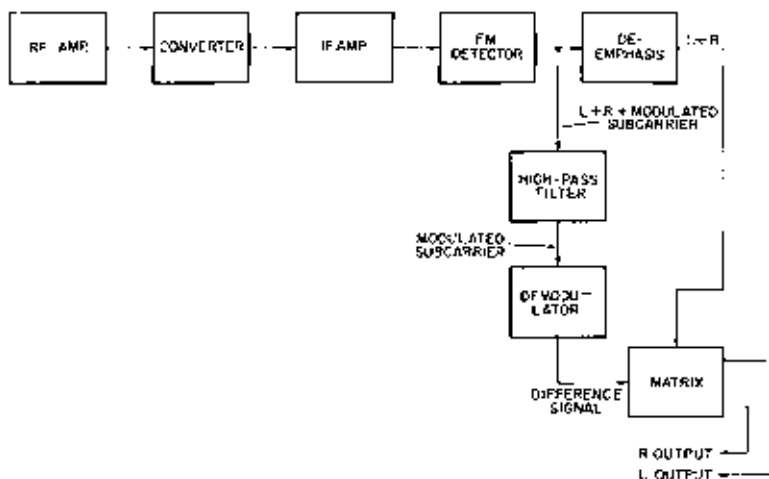 RF AMP
CONVERTER
IF AMP
FM
DETECTOR
DE-
EMPHASIS
L+R
L+R+MODULATED
SUBCARRIER
HIGH-PASS
FILTER
MODULATED
SUBCARRIER
DEMODU-
LATOR
DIFFERENCE
SIGNAL
MATRIX
R OUTPUT
L OUTPUT